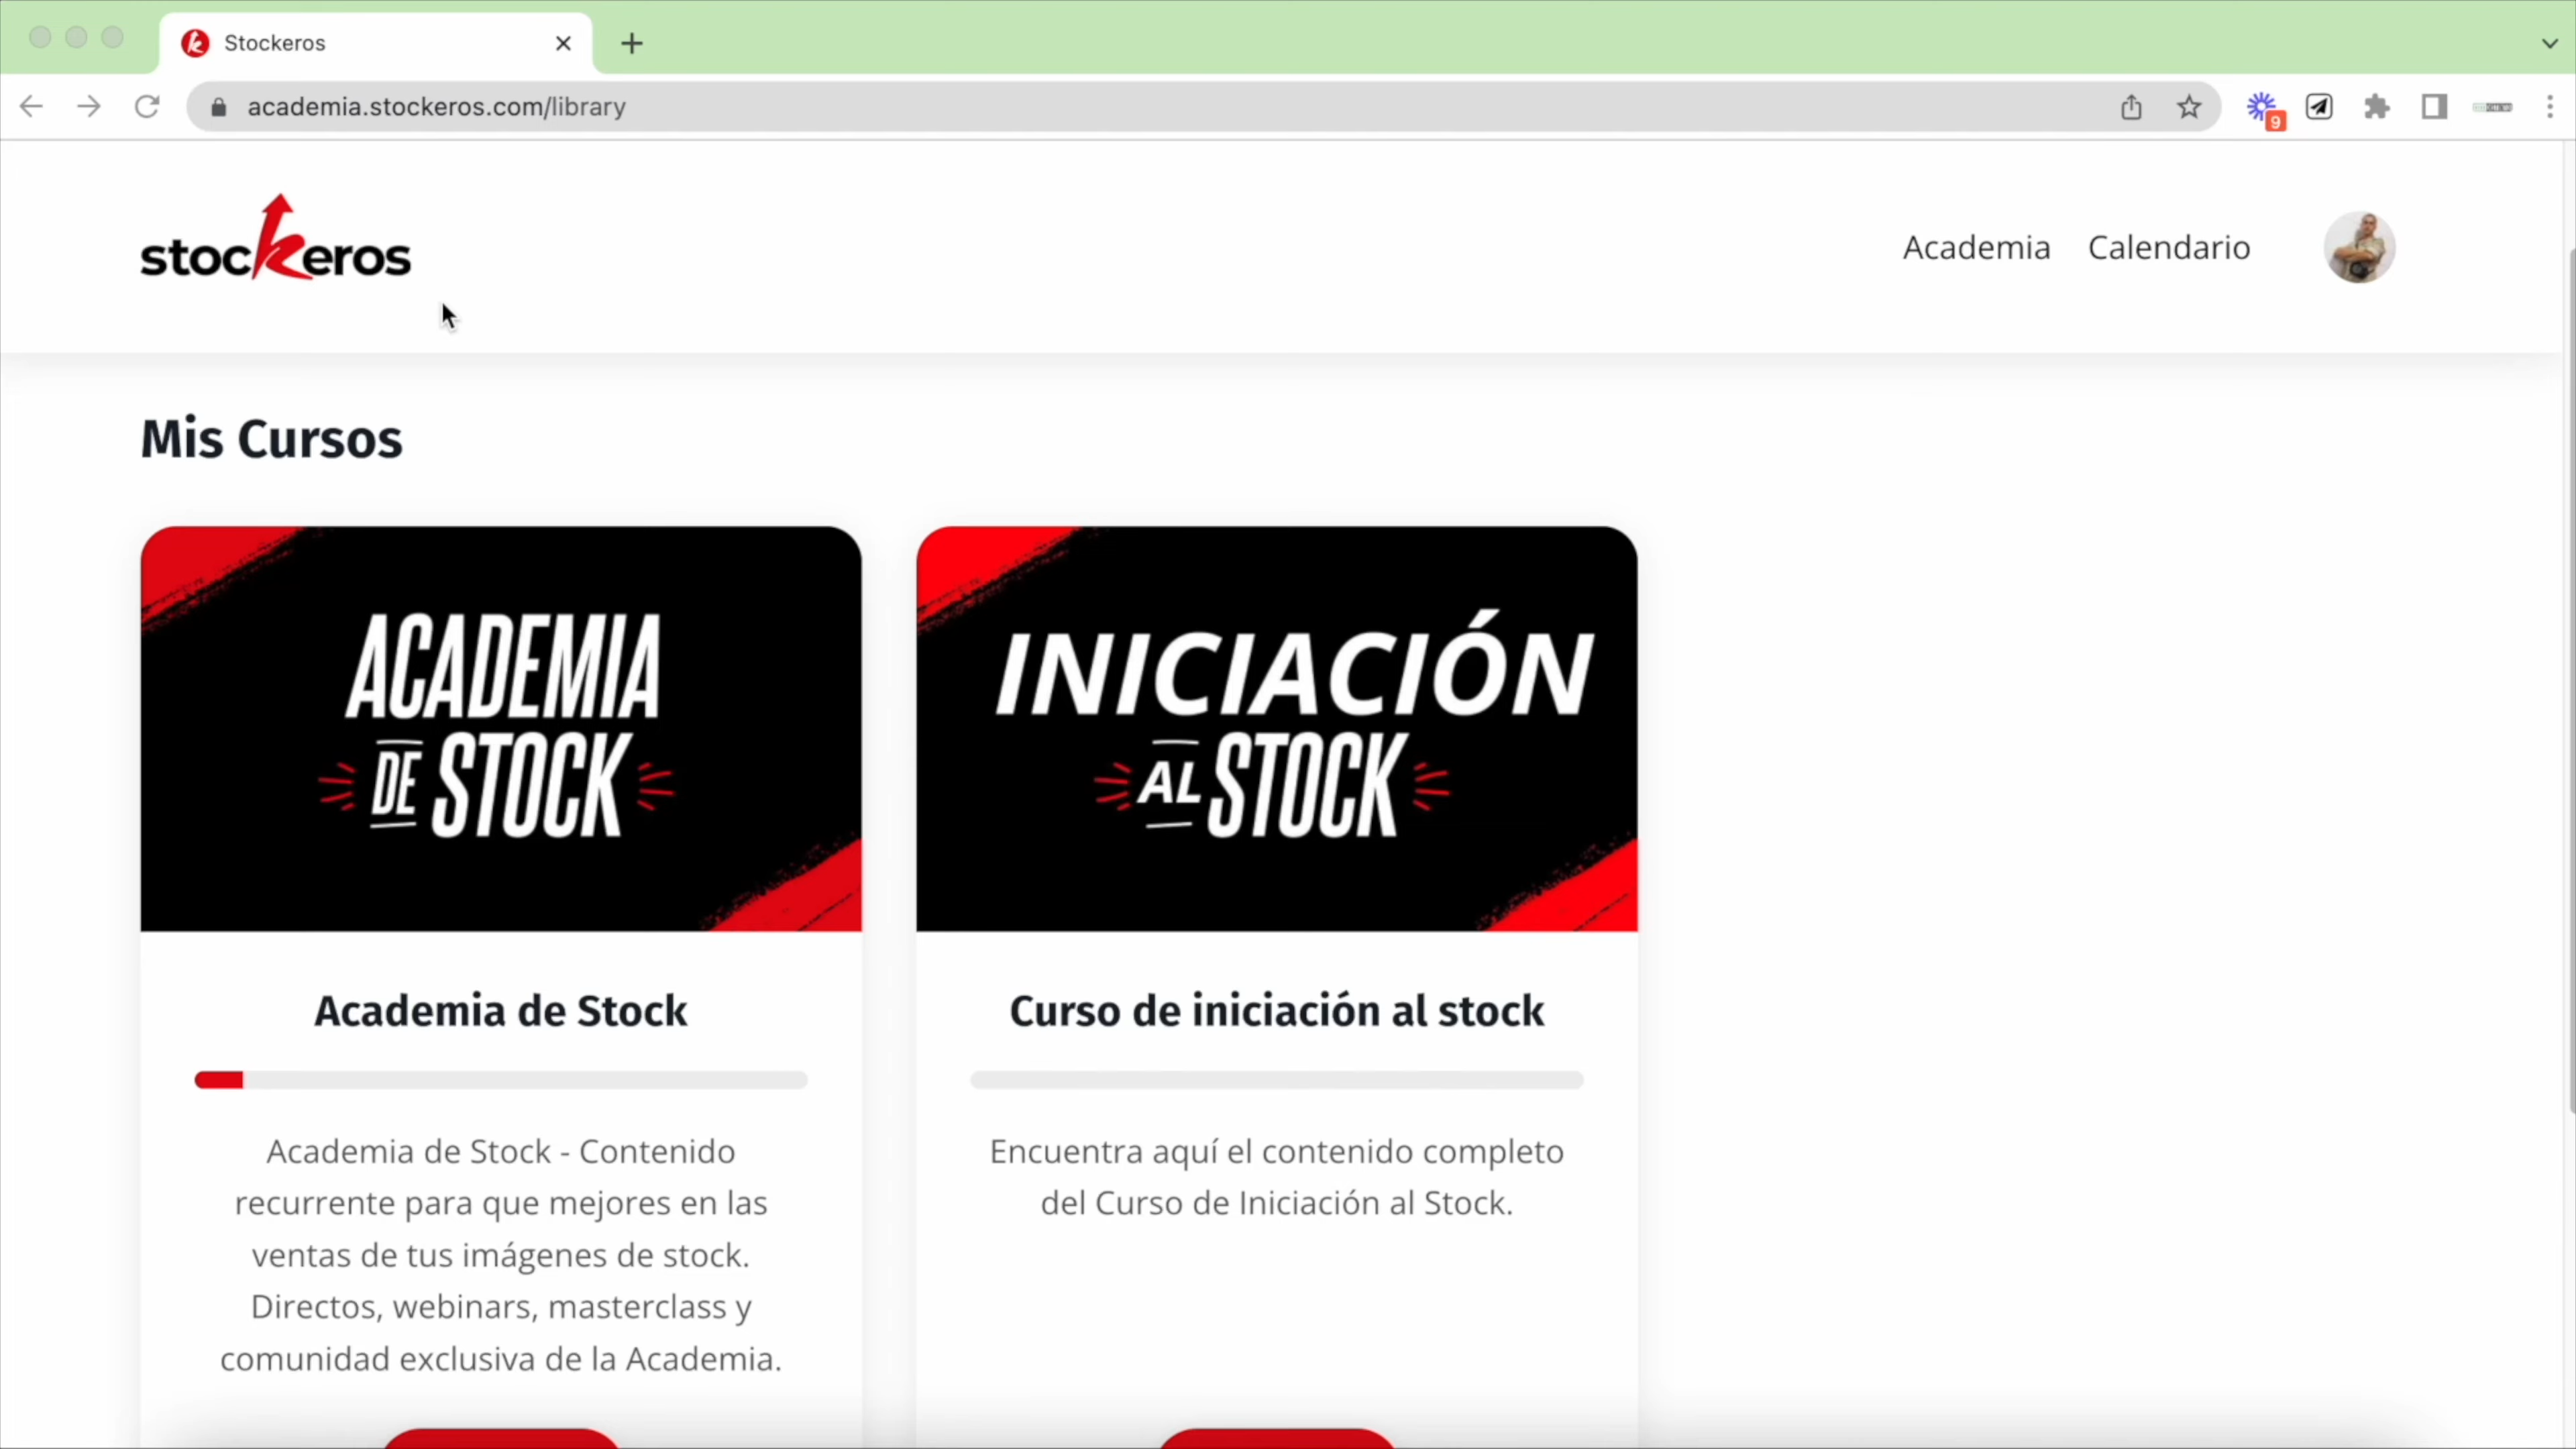 Stockeros
academia.stockeros.com/library
9
stockeros
Academia Calendario
Mis Cursos
ACADEMIA
DE STOCK
INICIACIÓN
AL STOCK
Academia de Stock
Curso de iniciación al stock
Academia de Stock - Contenido
recurrente para que mejores en las
ventas de tus imágenes de stock.
Directos, webinars, masterclass y
comunidad exclusiva de la Academia.
Encuentra aquí el contenido completo
del Curso de Iniciación al Stock.